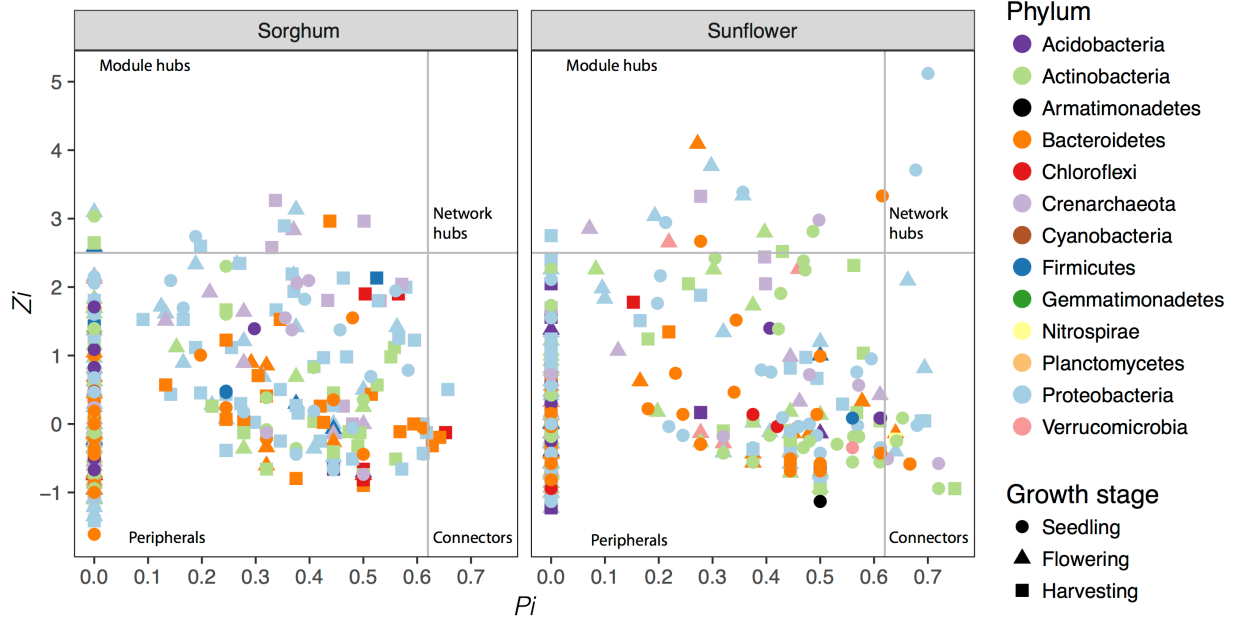 Sorghum
Sunflower
Module hubs
Module hubs
Network
hubs
Network
hubs
Peripherals
Connectors
Peripherals
Connectors
5
4
3
2
1
0
−1
Zi
0.0 0.1 0.2 0.3 0.4 0.5 0.6 0.7
0.0 0.1 0.2 0.3 0.4 0.5 0.6 0.7
Pi
Phylum
Acidobacteria
Actinobacteria
Armatimonadetes
Bacteroidetes
Chloroflexi
Crenarchaeota
Cyanobacteria
Firmicutes
Gemmatimonadetes
Nitrospirae
Planctomycetes
Proteobacteria
Verrucomicrobia
Growth stage
Seedling
Flowering
Harvesting